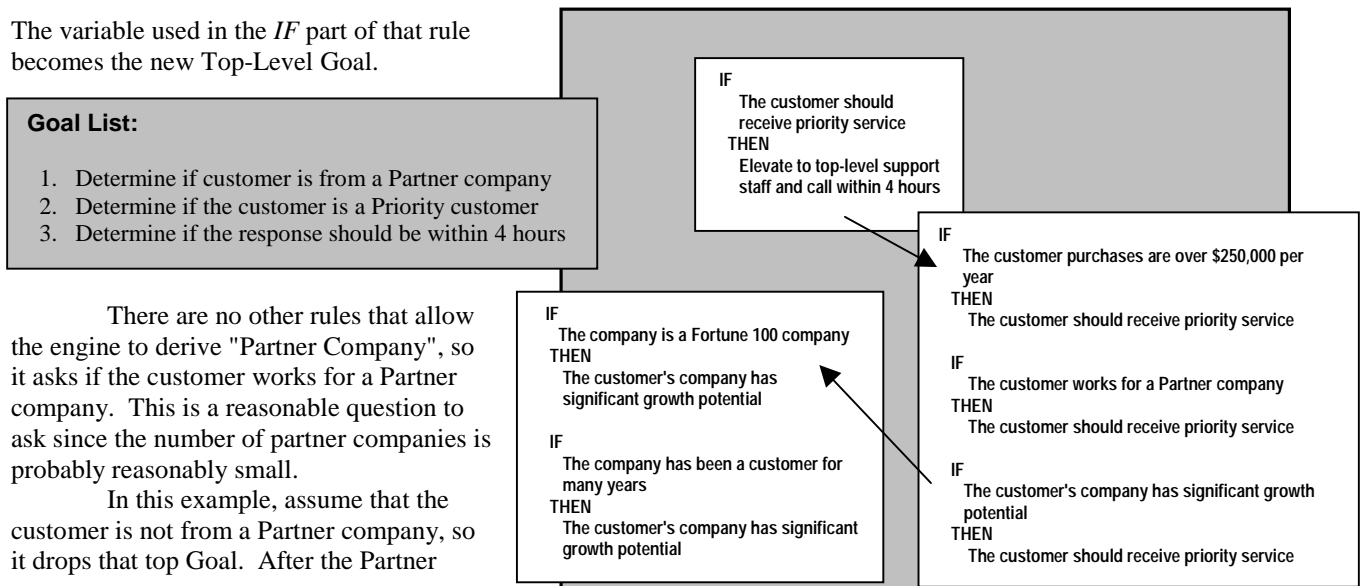 The variable used in the IF part of that rule
becomes the new Top-Level Goal.
Goal List:
1. Determine if customer is from a Partner company
2. Determine if the customer is a Priority customer
3. Determine if the response should be within 4 hours
There are no other rules that allow
the engine to derive "Partner Company", so
it asks if the customer works for a Partner
company. This is a reasonable question to
ask since the number of partner companies is
probably reasonably small.
In this example, assume that the
customer is not from a Partner company, so
it drops that top Goal. After the Partner
IF
The customer should
receive priority service
THEN
Elevate to top-level support
staff and call within 4 hours
IF
The customer purchases are over $250,000 per
year
THEN
The customer should receive priority service
IF
The customer works for a Partner company
THEN
The customer should receive priority service
IF
The customer's company has significant growth
potential
THEN
The customer should receive priority service
IF
The company is a Fortune 100 company
THEN
The customer's company has
significant growth potential
IF
The company has been a customer for
many years
THEN
The customer's company has significant
growth potential